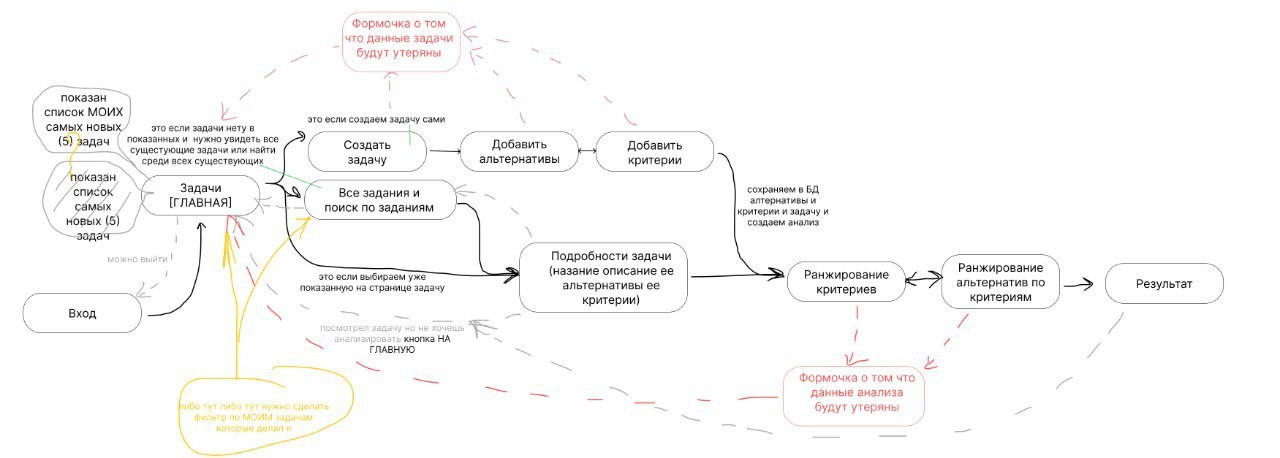 Формочка о том
что данные задачи
будут утеряны
показан
список МОИХ
самых новых
(5) задач
это если задачи нету в
показанных и нужно увидеть все
сущестующие задачи или найти
среди всех существующих
это если создаем задачу сами
Создать
задачу
Добавить
альтернативы
Добавить
критерии
показан
список
самых
новых (5)
задач
Задачи
[ГЛАВНАЯ]
Все задания и
поиск по заданиям
сохраняем в БД
алтернативы и
критерии и задачу и
создаем анализ
можно выйти
это если выбираем уже
показанную на странице задачу
Подробности задачи
(назание описание ее
альтернативы ее
критерии)
Ранжирование
критериев
Ранжирование
альтернатив по
критериям
Результат
Вход
посмотрел задачу но не хочешь
анализировать кнопка НА
ГЛАВНУЮ
Формочка о том что
данные анализа
будут утеряны
либо тут либо тут нужно сделать
фильтр по МОИМ задачам
которые делал я